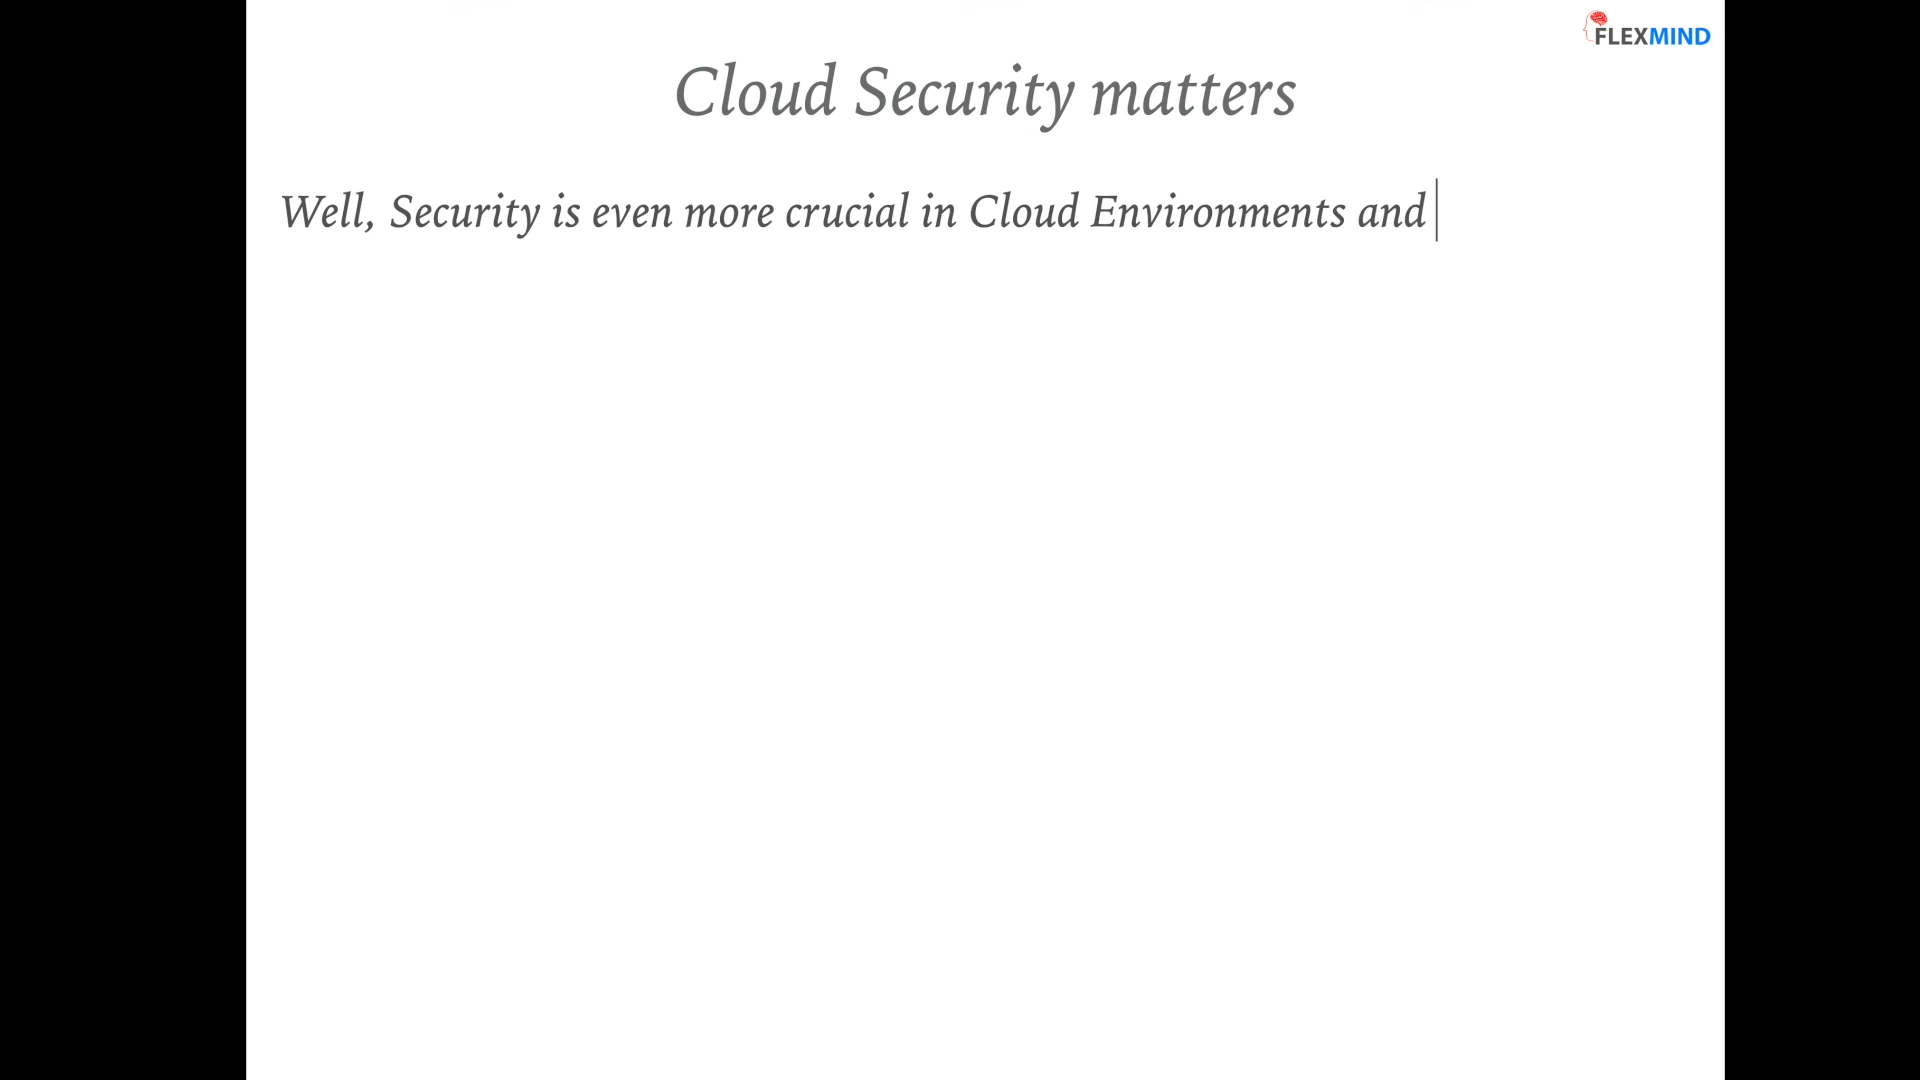 FLEXMIND
Cloud Security matters
Well, Security is even more crucial in Cloud Environments and